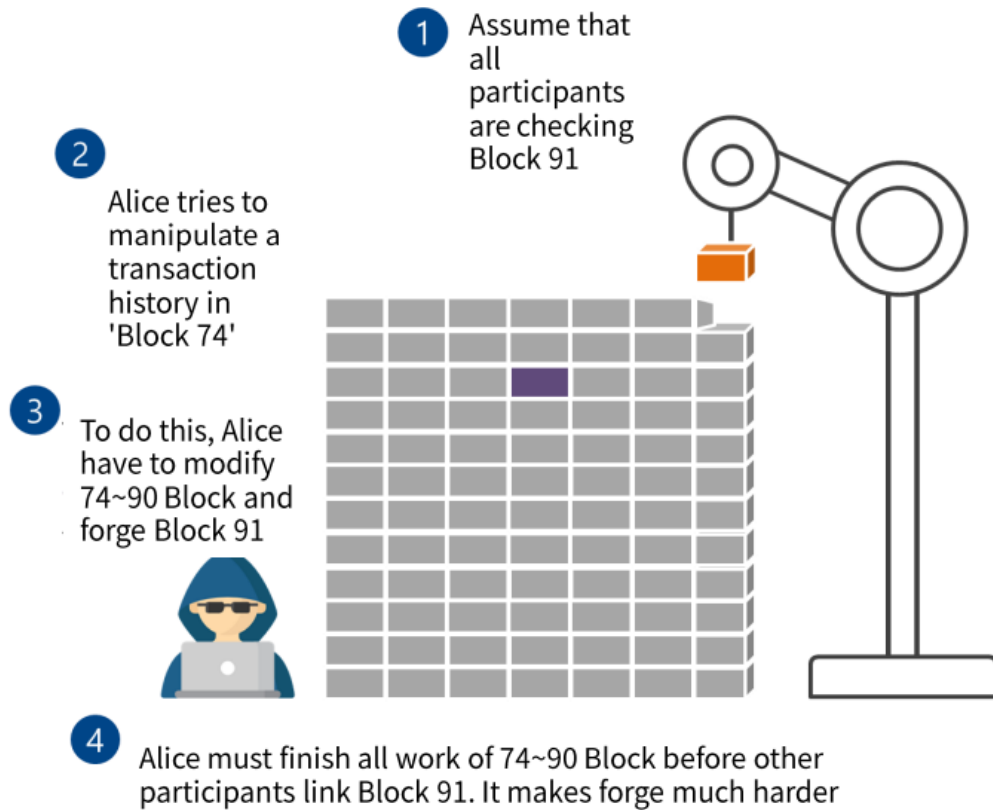 1
Assume that
all
participants
are checking
Block 91
2
Alice tries to
manipulate a
transaction
history in
'Block 74'
3
To do this, Alice
have to modify
74~90 Block and
forge Block 91
4
Alice must finish all work of 74~90 Block before other
participants link Block 91. It makes forge much harder